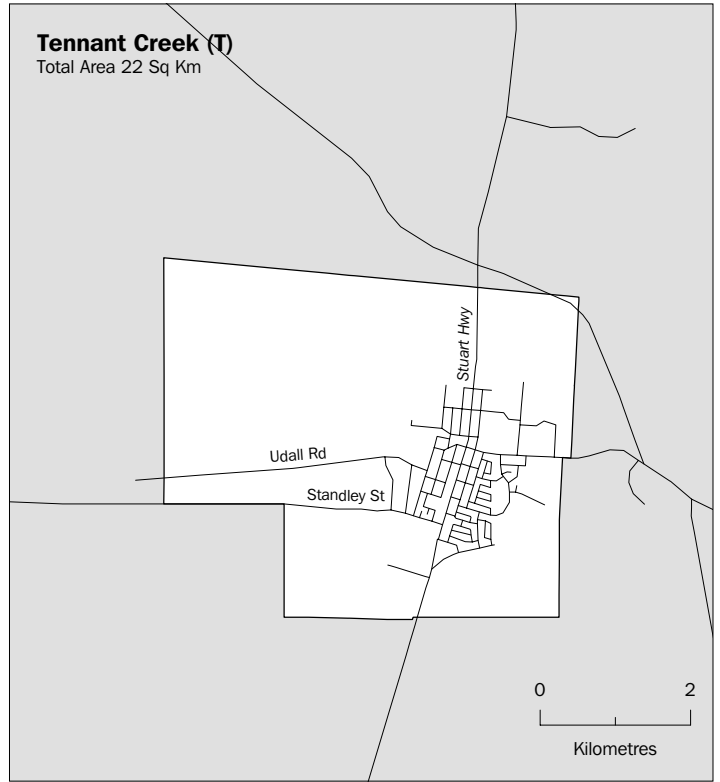 Tennant Creek (T)
Total Area 22 Sq Km
Stuart Hwy
Udall Rd
Standley St
0 2
Kilometres